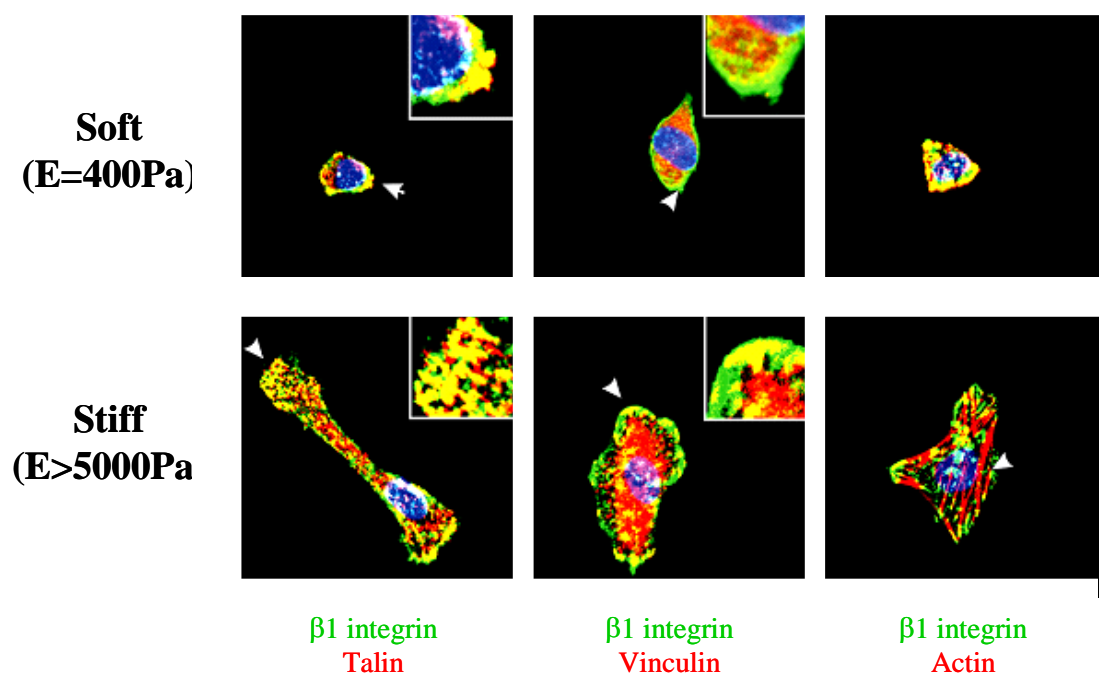 Soft
(E=400Pa)
Stiff
(E>5000Pa
β1 integrin
Talin
β1 integrin
Vinculin
β1 integrin
Actin